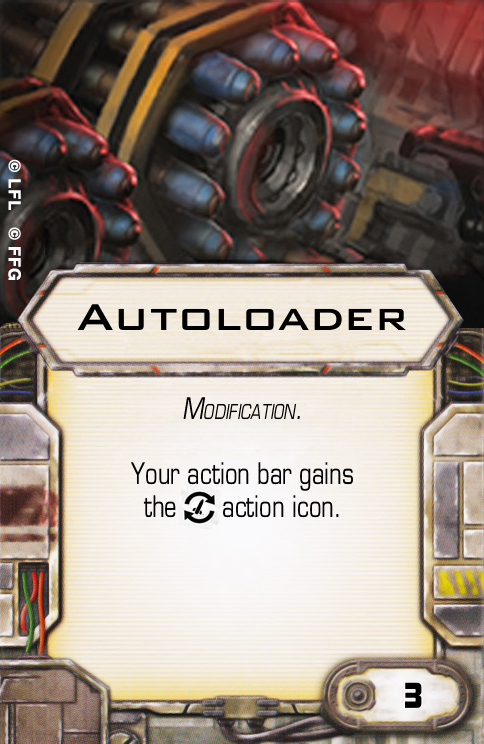 © LFL © FFG
AUTOLOADER
MODIFICATION.
Your action bar gains
the action icon.
3